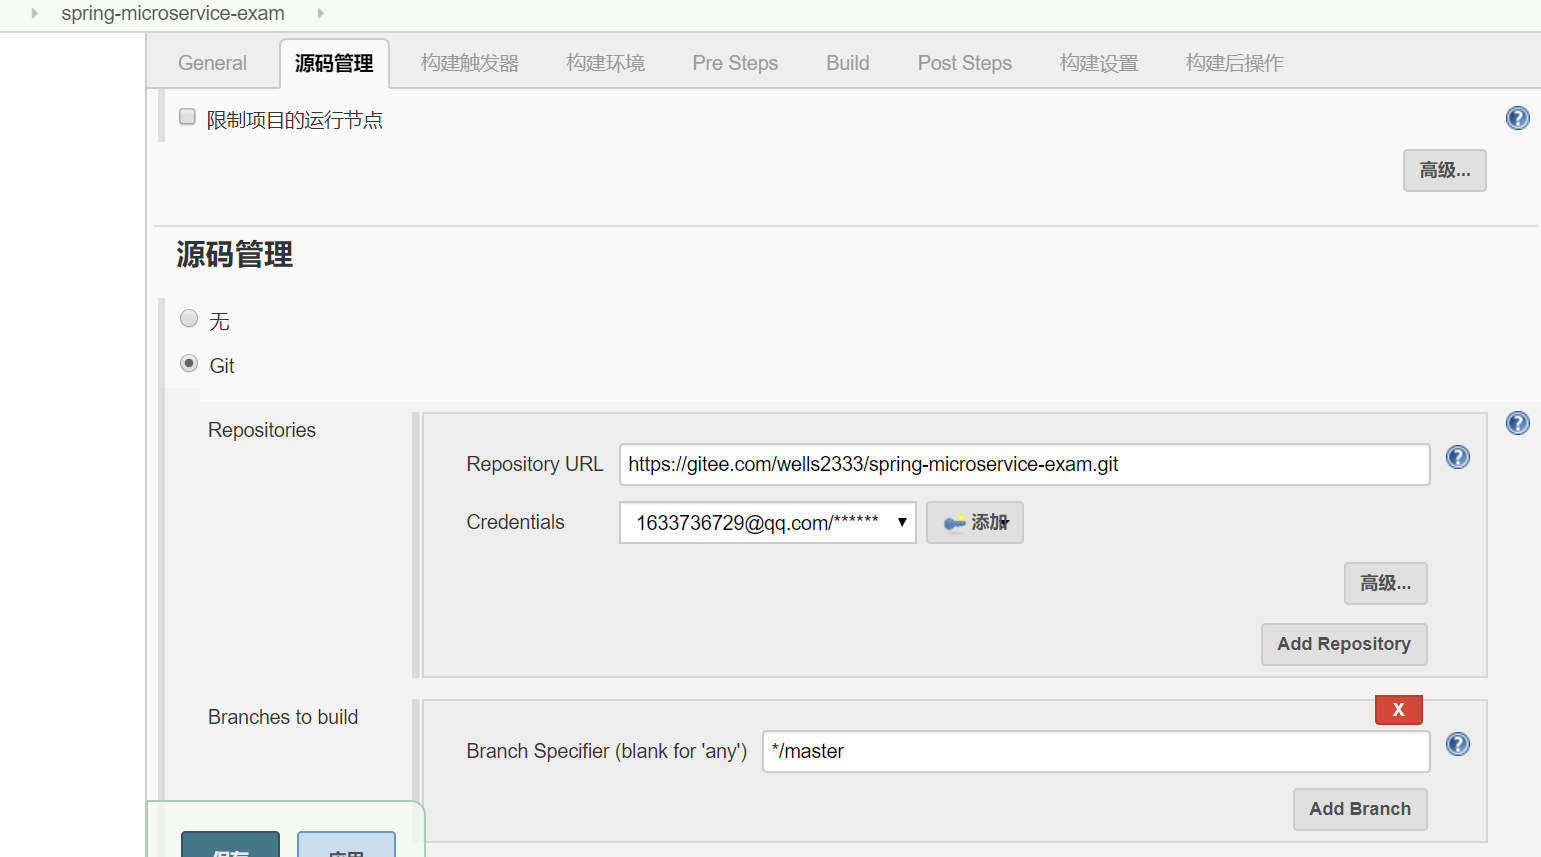 spring-microservice-exam
General 源码管理 构建触发器 构建环境 Pre Steps Build Post Steps 构建设置 构建后操作
限制项目的运行节点
高级...
源码管理
无
Git
Repositories
Repository URL https://gitee.com/wells2333/spring-microservice-exam.git
Credentials 1633736729@qq.com/****** 添加
高级...
Add Repository
Branches to build
X
Branch Specifier (blank for 'any') */master
Add Branch
保存 应用